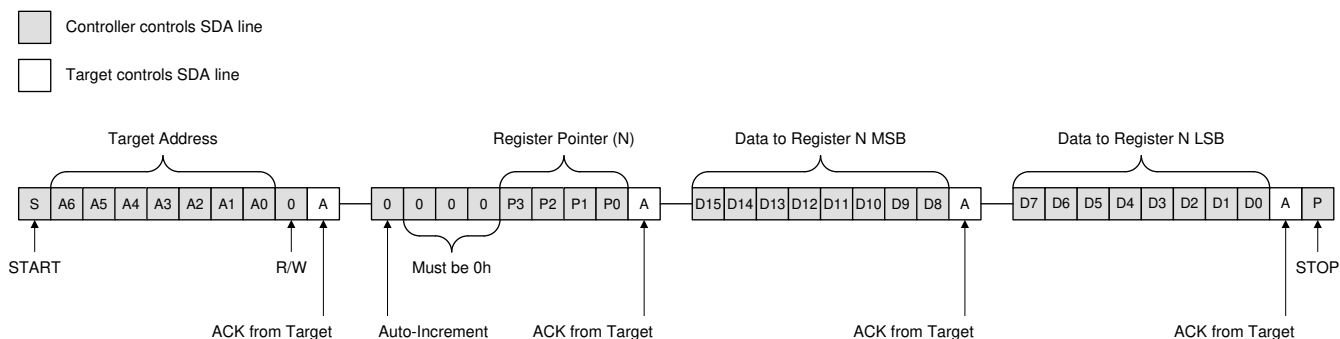 Controller controls SDA line
Target controls SDA line
Target Address
Register Pointer (N)
Data to Register N MSB
Data to Register N LSB
S A6 A5 A4 A3 A2 A1 A0 0 A 0 0 0 0 P3 P2 P1 P0 A D15 D14 D13 D12 D11 D10 D9 D8 A D7 D6 D5 D4 D3 D2 D1 D0 A P
START R/W Must be 0h STOP
ACK from Target Auto-Increment ACK from Target ACK from Target ACK from Target